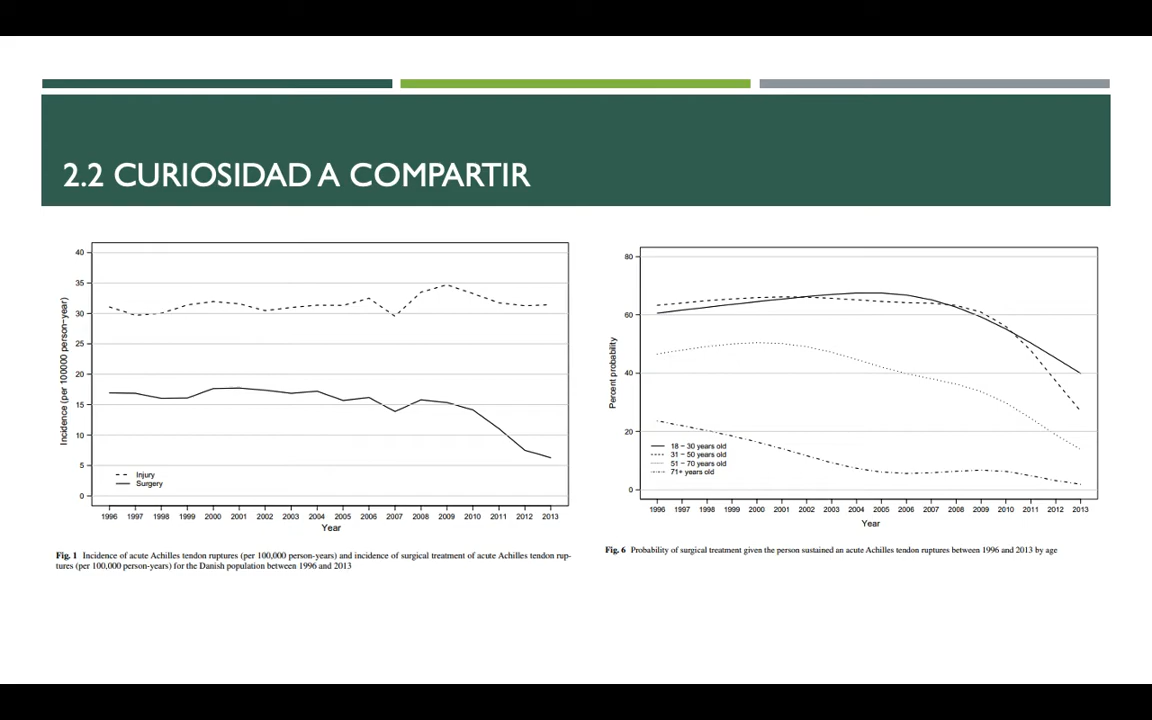 2.2 CURIOSIDAD A COMPARTIR
40
35
30
25
20
15
10
5
0
Incidence (per 100000 person−year)
Injury
Surgery
1996 1997 1998 1999 2000 2001 2002 2003 2004 2005 2006 2007 2008 2009 2010 2011 2012 2013
Year
Fig. 1 Incidence of acute Achilles tendon ruptures (per 100,000 person-years) and incidence of surgical treatment of acute Achilles tendon rup-
tures (per 100,000 person-years) for the Danish population between 1996 and 2013
80
60
40
20
0
Percent probability
18 − 30 years old
31 − 50 years old
51 − 70 years old
71+ years old
1996 1997 1998 1999 2000 2001 2002 2003 2004 2005 2006 2007 2008 2009 2010 2011 2012 2013
Year
Fig. 6 Probability of surgical treatment given the person sustained an acute Achilles tendon ruptures between 1996 and 2013 by age